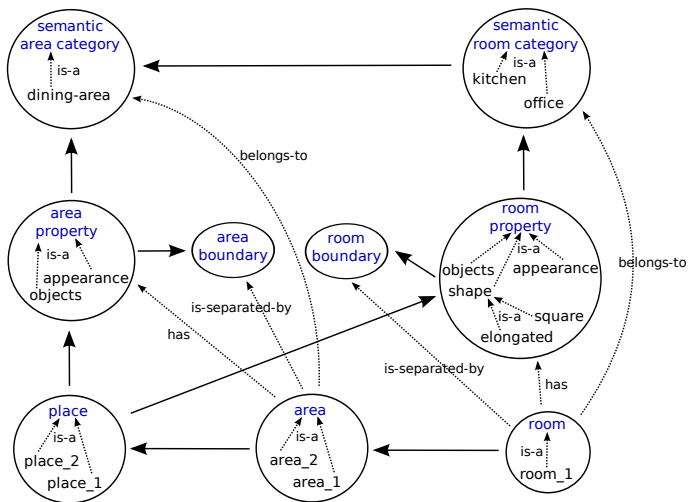 semantic
area category
is-a
dining-area
semantic
room category
is-a
kitchen
office
belongs-to
area
property
is-a
appearance
objects
area
boundary
room
boundary
room
property
is-a
objects
appearance
shape
is-a
square
elongated
belongs-to
is-separated-by
has
is-separated-by
has
place
is-a
place_2
place_1
area
is-a
area_2
area_1
room
is-a
room_1